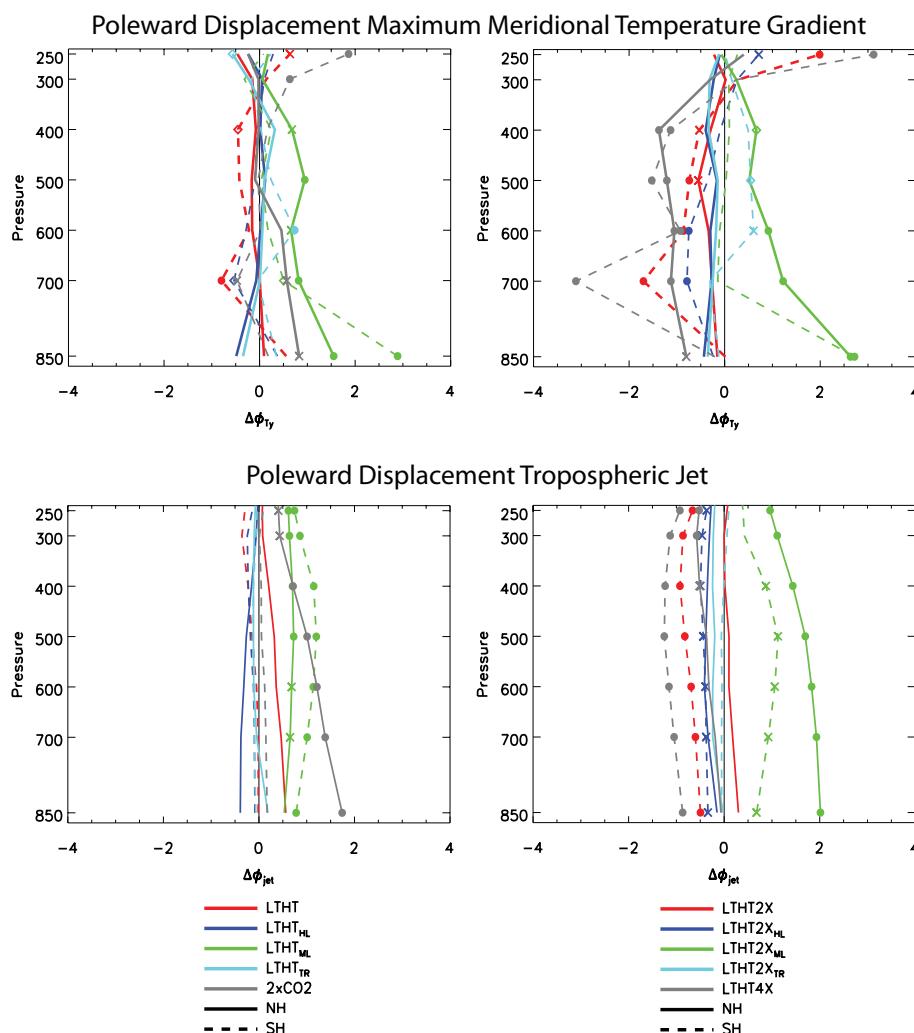 Poleward Displacement Maximum Meridional Temperature Gradient
250
300
400
500
600
700
850
Pressure
−4 −2 0 2 4
Δϕ_Ty
250
300
400
500
600
700
850
Pressure
−4 −2 0 2 4
Δϕ_Ty
Poleward Displacement Tropospheric Jet
250
300
400
500
600
700
850
Pressure
−4 −2 0 2 4
Δϕ_jet
250
300
400
500
600
700
850
Pressure
−4 −2 0 2 4
Δϕ_jet
LTHT
LTHT_HL
LTHT_ML
LTHT_TR
2xCO2
NH
SH
LTHT2X
LTHT2X_HL
LTHT2X_ML
LTHT2X_TR
LTHT4X
NH
SH